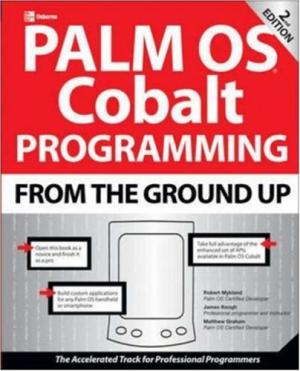 Osborne
PALM OS
Cobalt
2nd
EDITION
PROGRAMMING
FROM THE GROUND UP
Open this book as a
novice and finish it
as a pro
Take full advantage of the
enhanced set of APIs
available in Palm OS Cobalt
Build custom applications
for any Palm OS handheld
or smartphone
Robert Mykland
Palm OS Certified Developer
James Keogh
Professional programmer and instructor
Matthew Graham
Palm OS Certified Developer
The Accelerated Track for Professional Programmers